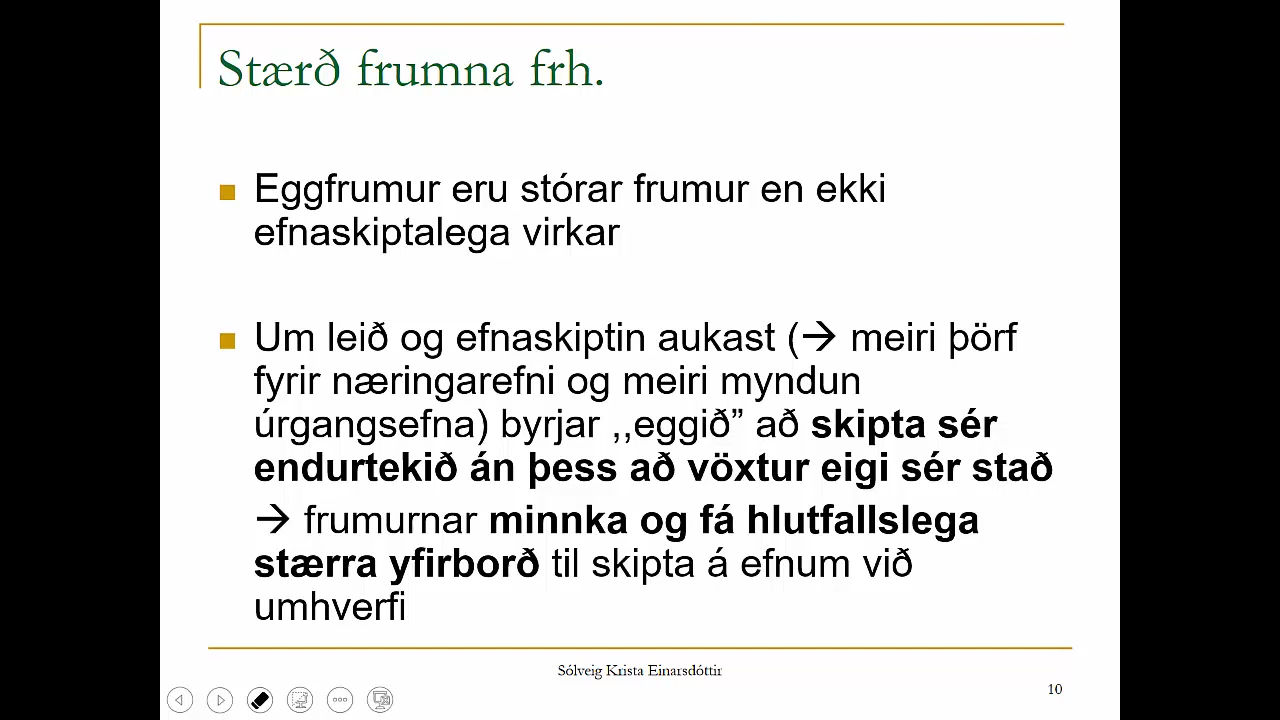 Stærð frumna frh.
Eggfrumur eru stórar frumur en ekki
efnaskiptalega virkar
Um leið og efnaskiptin aukast (→ meiri þörf
fyrir næringarefni og meiri myndun
úrgangsefna) byrjar ,,eggið” að skipta sér
endurtekið án þess að vöxtur eigi sér stað
→ frumurnar minnka og fá hlutfallslega
stærra yfirborð til skipta á efnum við
umhverfi
Sólveig Krista Einarsdóttir
10